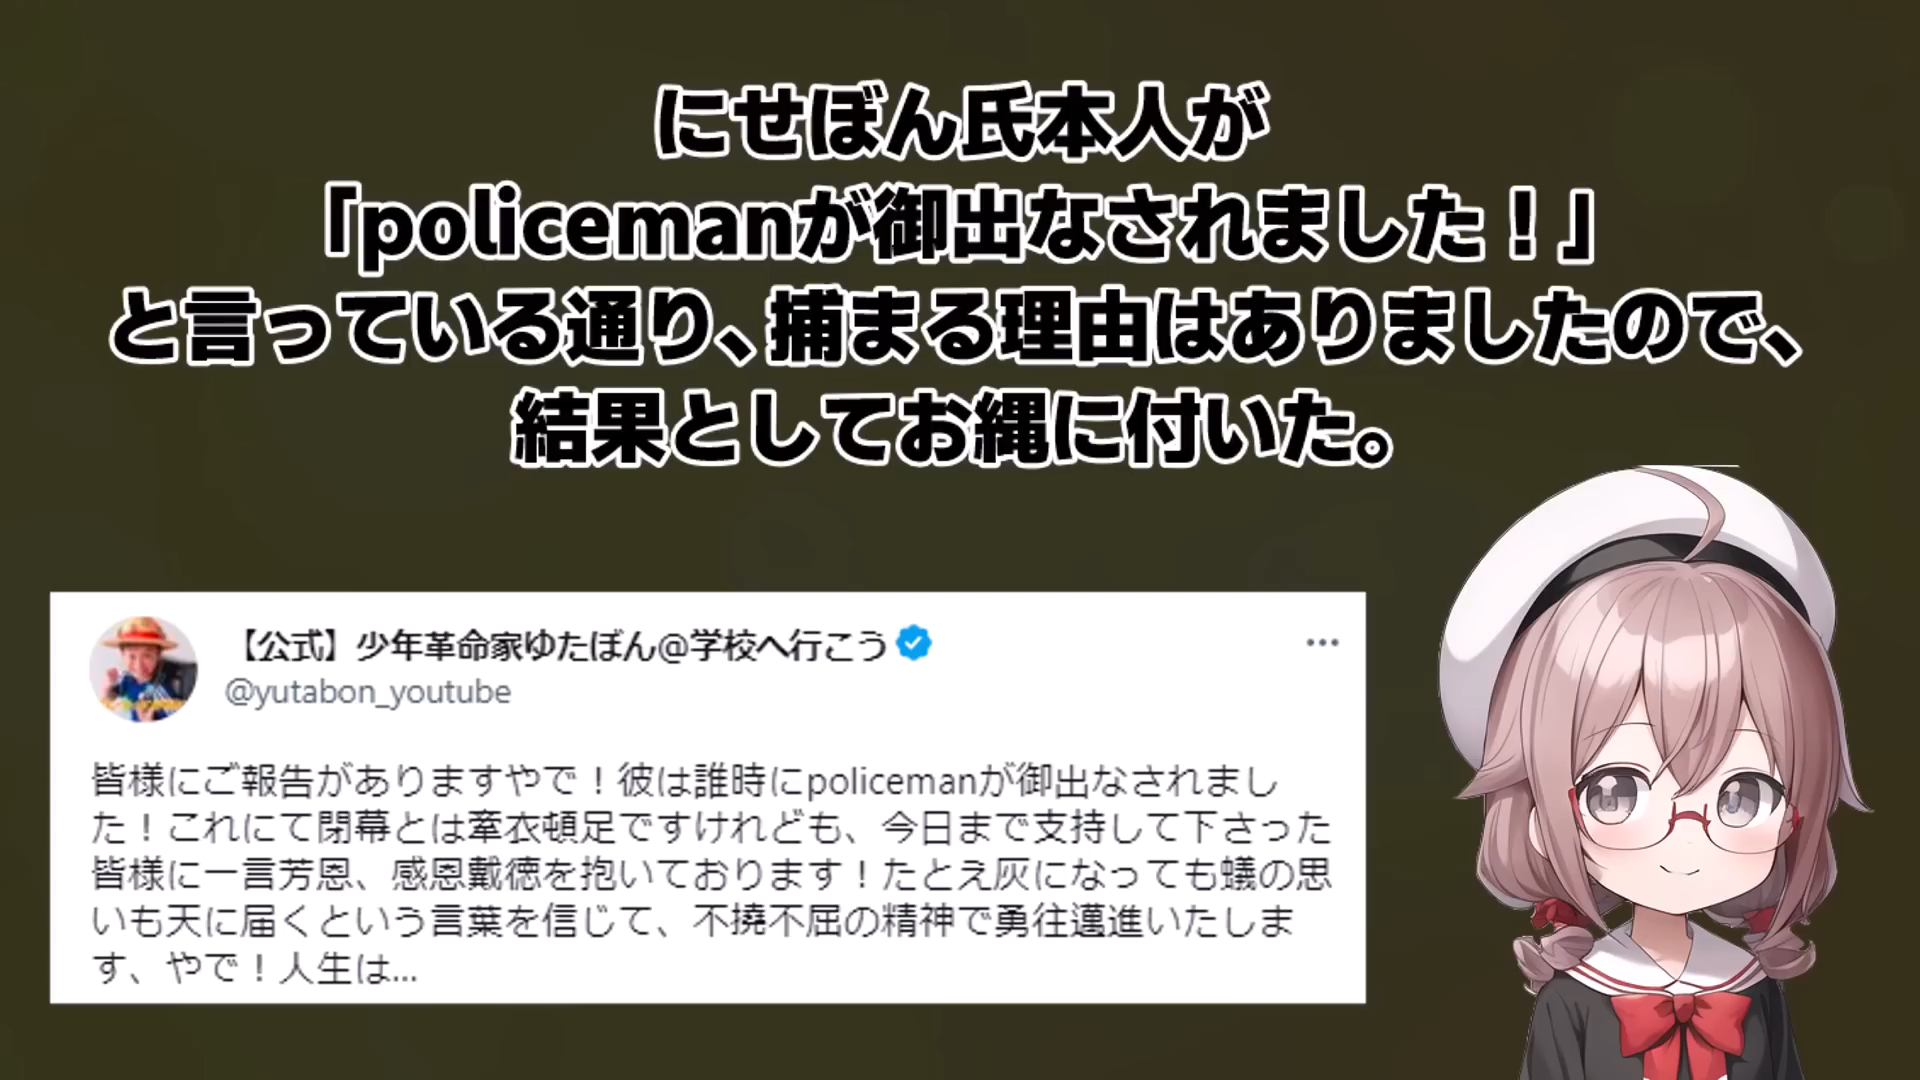 にせぼん氏本人が
「policemanが御出なされました！」
と言っている通り、捕まる理由はありましたので、
結果としてお縄に付いた。
【公式】少年革命家ゆたぼん@学校へ行こう
@yutabon_youtube
皆様にご報告がありますやで！彼は誰時にpolicemanが御出なされまし
た！これにて閉幕とは牽衣頓足ですけれども、今日まで支持して下さった
皆様に一言芳恩、感恩戴徳を抱いております！たとえ灰になっても蟻の思
いも天に届くという言葉を信じて、不撓不屈の精神で勇往邁進いたしま
す、やで！人生は...